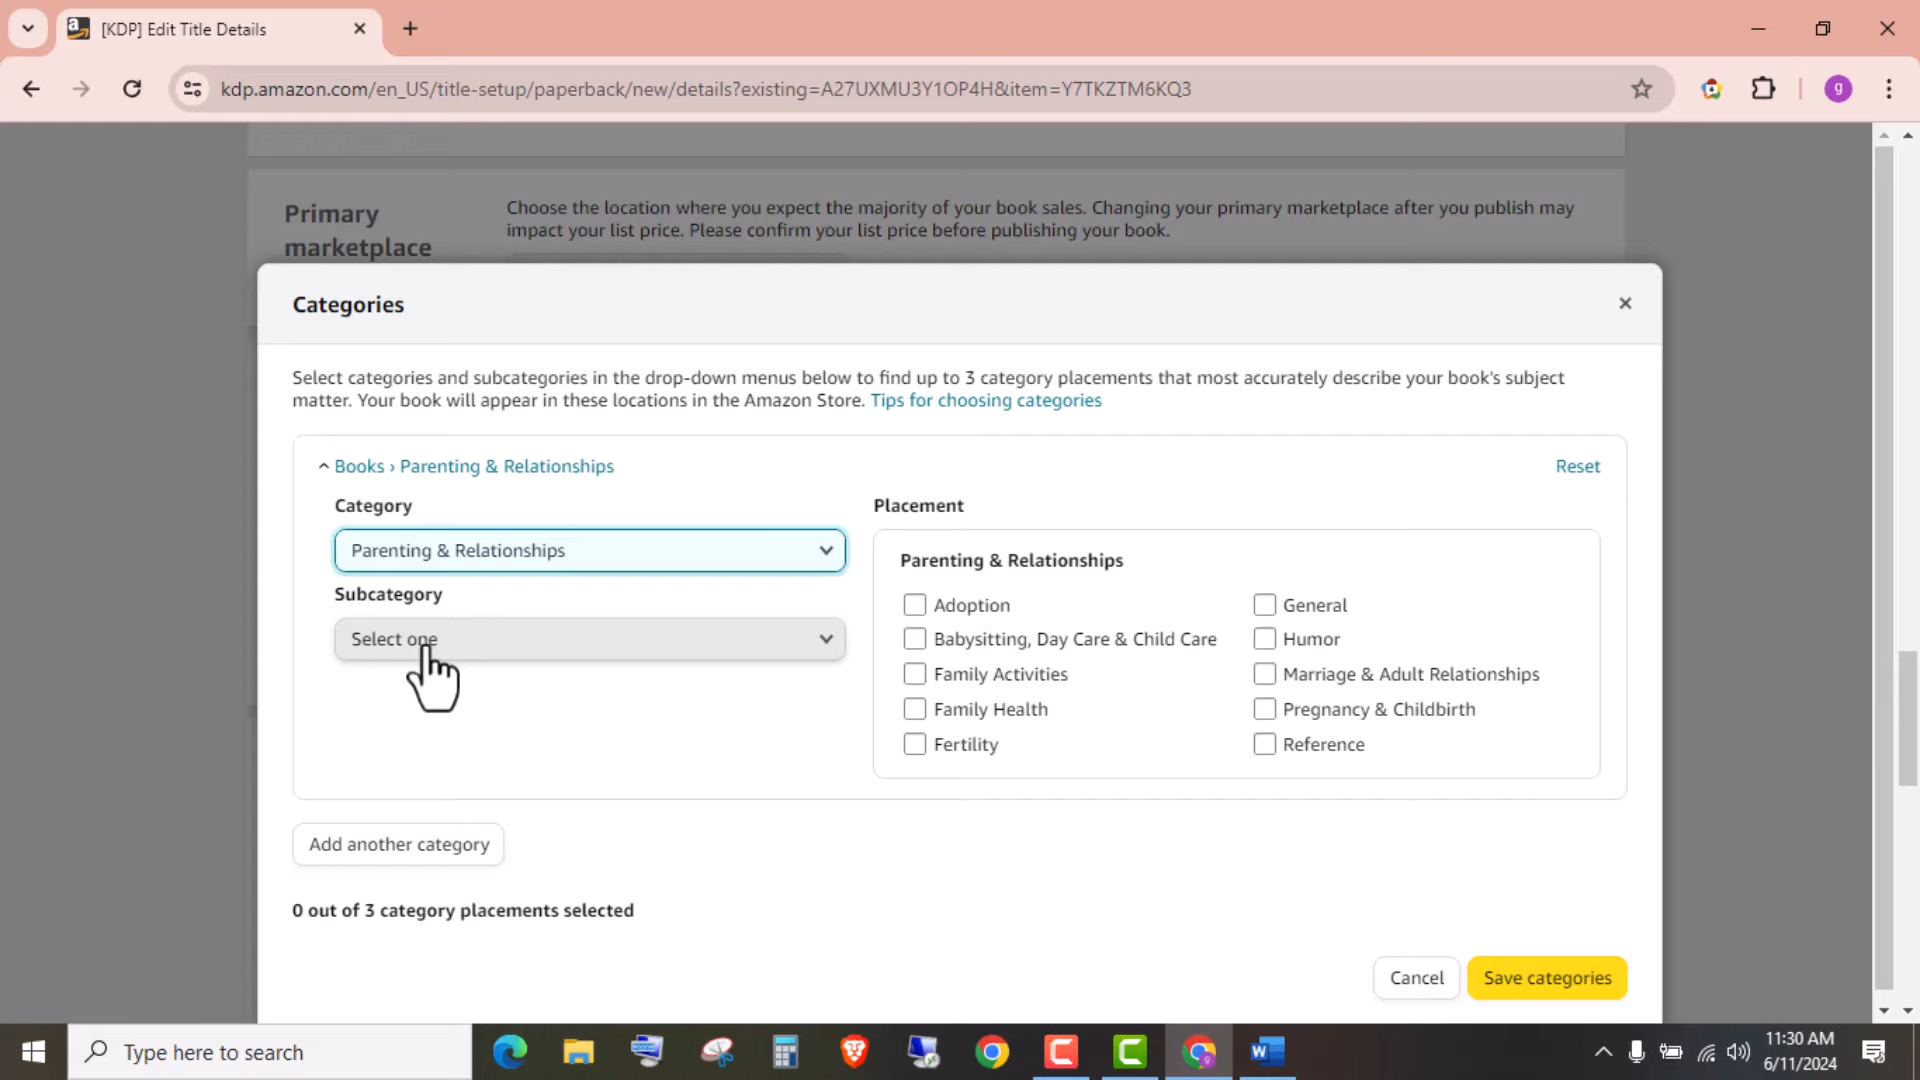 [KDP] Edit Title Details
kdp.amazon.com/en_US/title-setup/paperback/new/details?existing=A27UXMU3Y1OP4H&item=Y7TKZTM6KQ3
g
Primary
marketplace
Choose the location where you expect the majority of your book sales. Changing your primary marketplace after you publish may
impact your list price. Please confirm your list price before publishing your book.
Categories
Select categories and subcategories in the drop-down menus below to find up to 3 category placements that most accurately describe your book's subject
matter. Your book will appear in these locations in the Amazon Store. Tips for choosing categories
Books › Parenting & Relationships
Reset
Category
Parenting & Relationships
Subcategory
Select one
Placement
Parenting & Relationships
Adoption
Babysitting, Day Care & Child Care
Family Activities
Family Health
Fertility
General
Humor
Marriage & Adult Relationships
Pregnancy & Childbirth
Reference
Add another category
0 out of 3 category placements selected
Cancel
Save categories
Type here to search
11:30 AM
6/11/2024